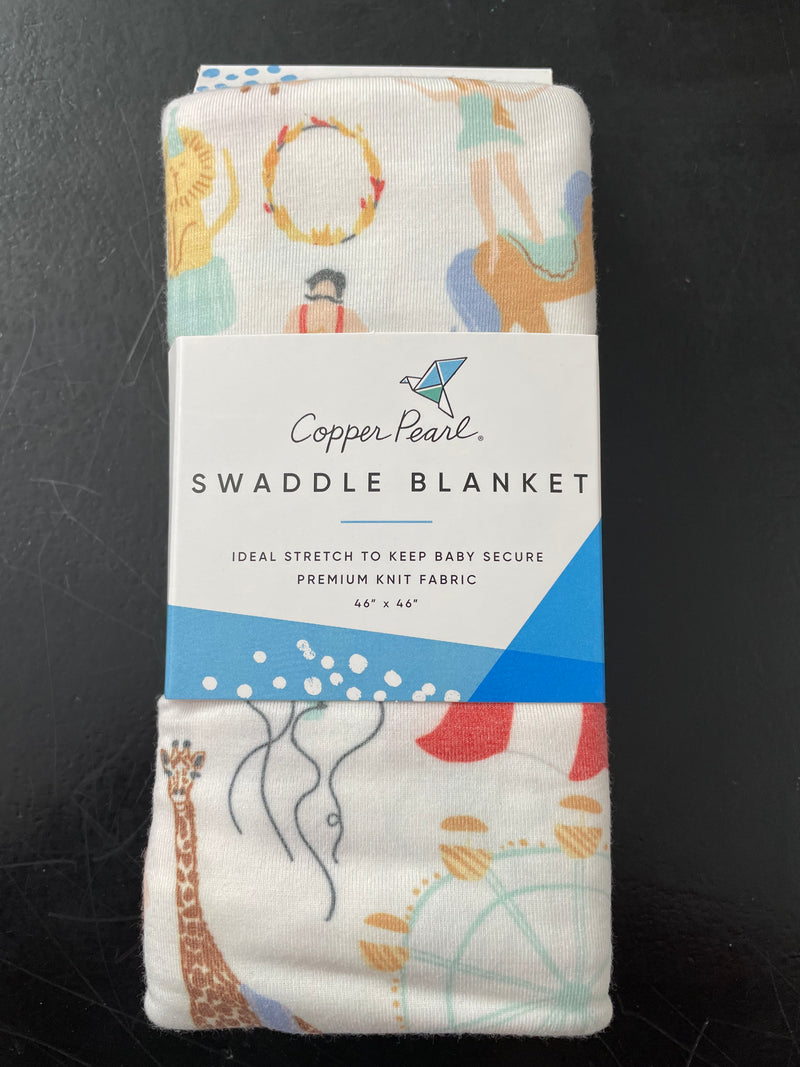 Copper Pearl®
SWADDLE BLANKET
IDEAL STRETCH TO KEEP BABY SECURE
PREMIUM KNIT FABRIC
46" x 46"